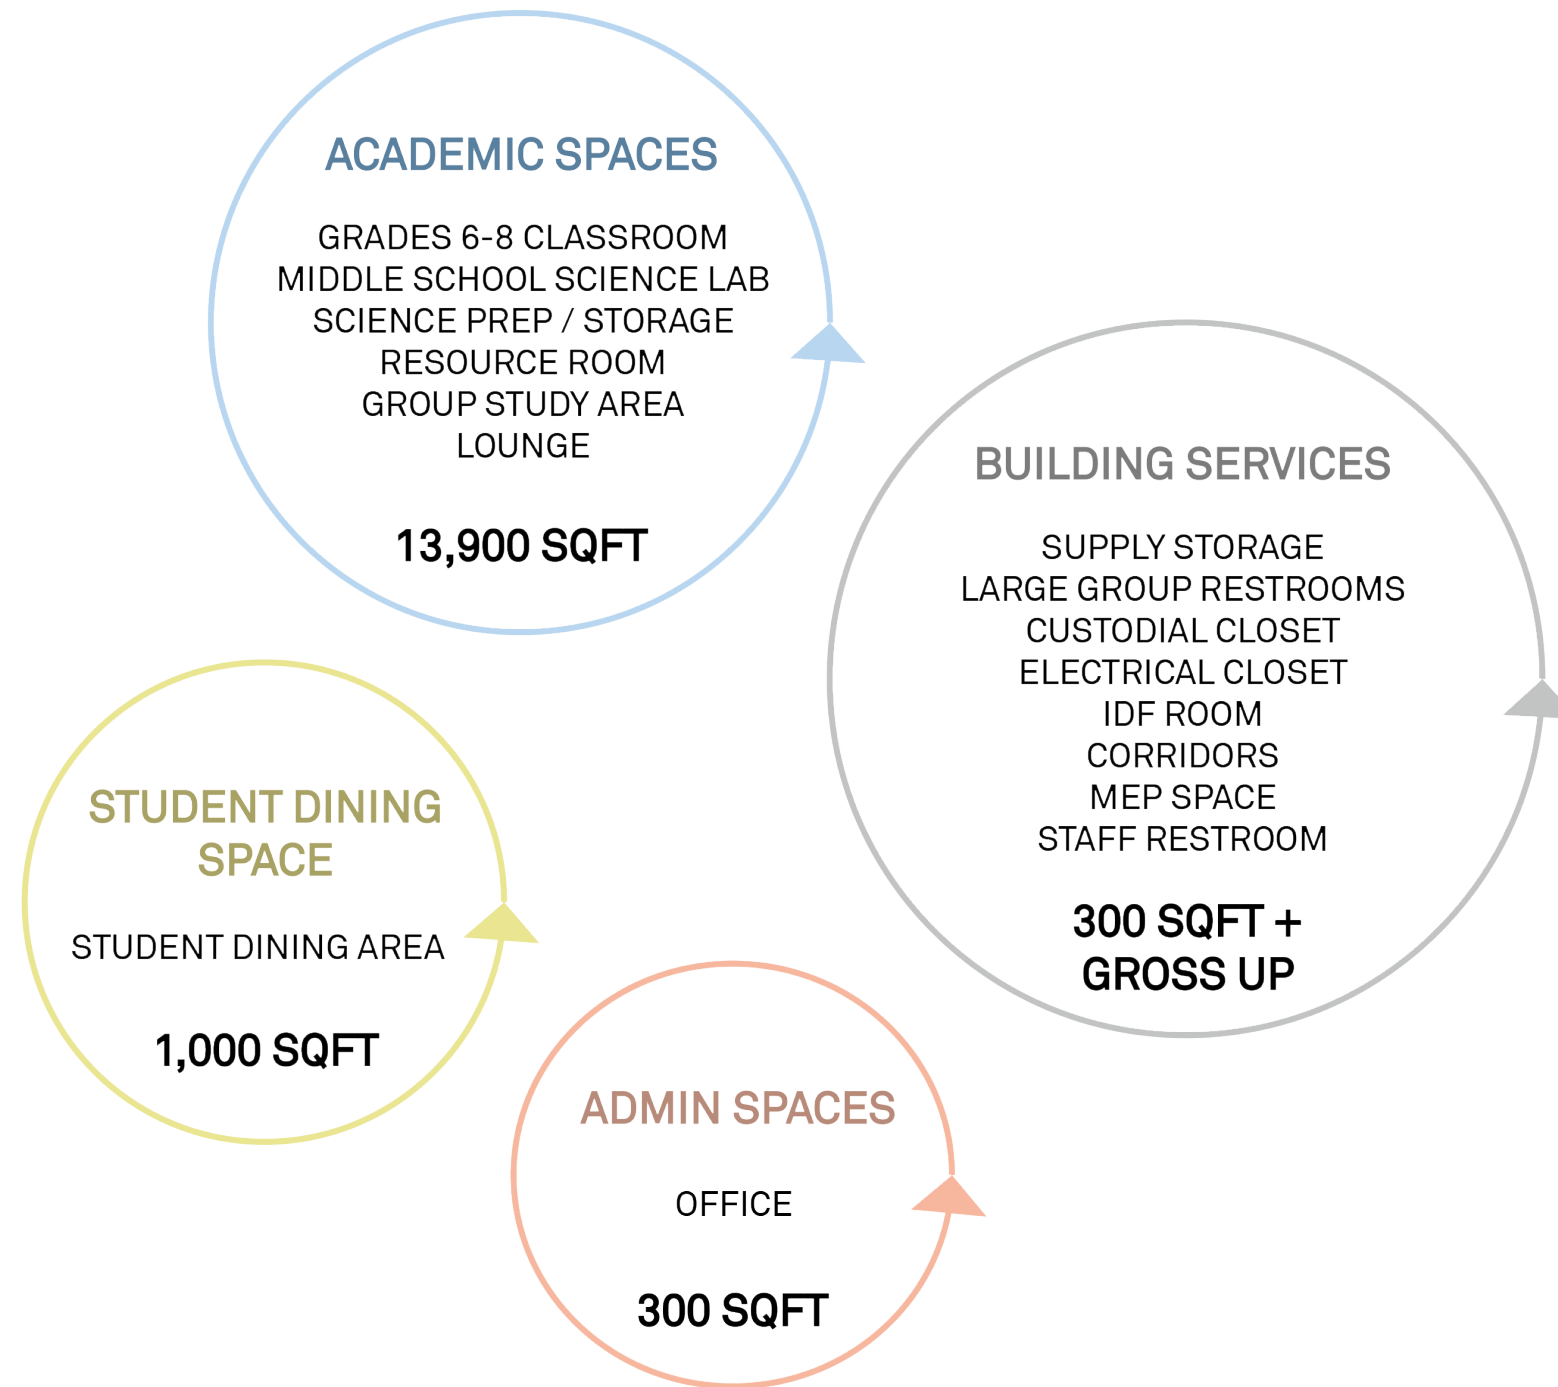 ACADEMIC SPACES
GRADES 6-8 CLASSROOM
MIDDLE SCHOOL SCIENCE LAB
SCIENCE PREP / STORAGE
RESOURCE ROOM
GROUP STUDY AREA
LOUNGE
13,900 SQFT
BUILDING SERVICES
SUPPLY STORAGE
LARGE GROUP RESTROOMS
CUSTODIAL CLOSET
ELECTRICAL CLOSET
IDF ROOM
CORRIDORS
MEP SPACE
STAFF RESTROOM
300 SQFT +
GROSS UP
STUDENT DINING
SPACE
STUDENT DINING AREA
1,000 SQFT
ADMIN SPACES
OFFICE
300 SQFT